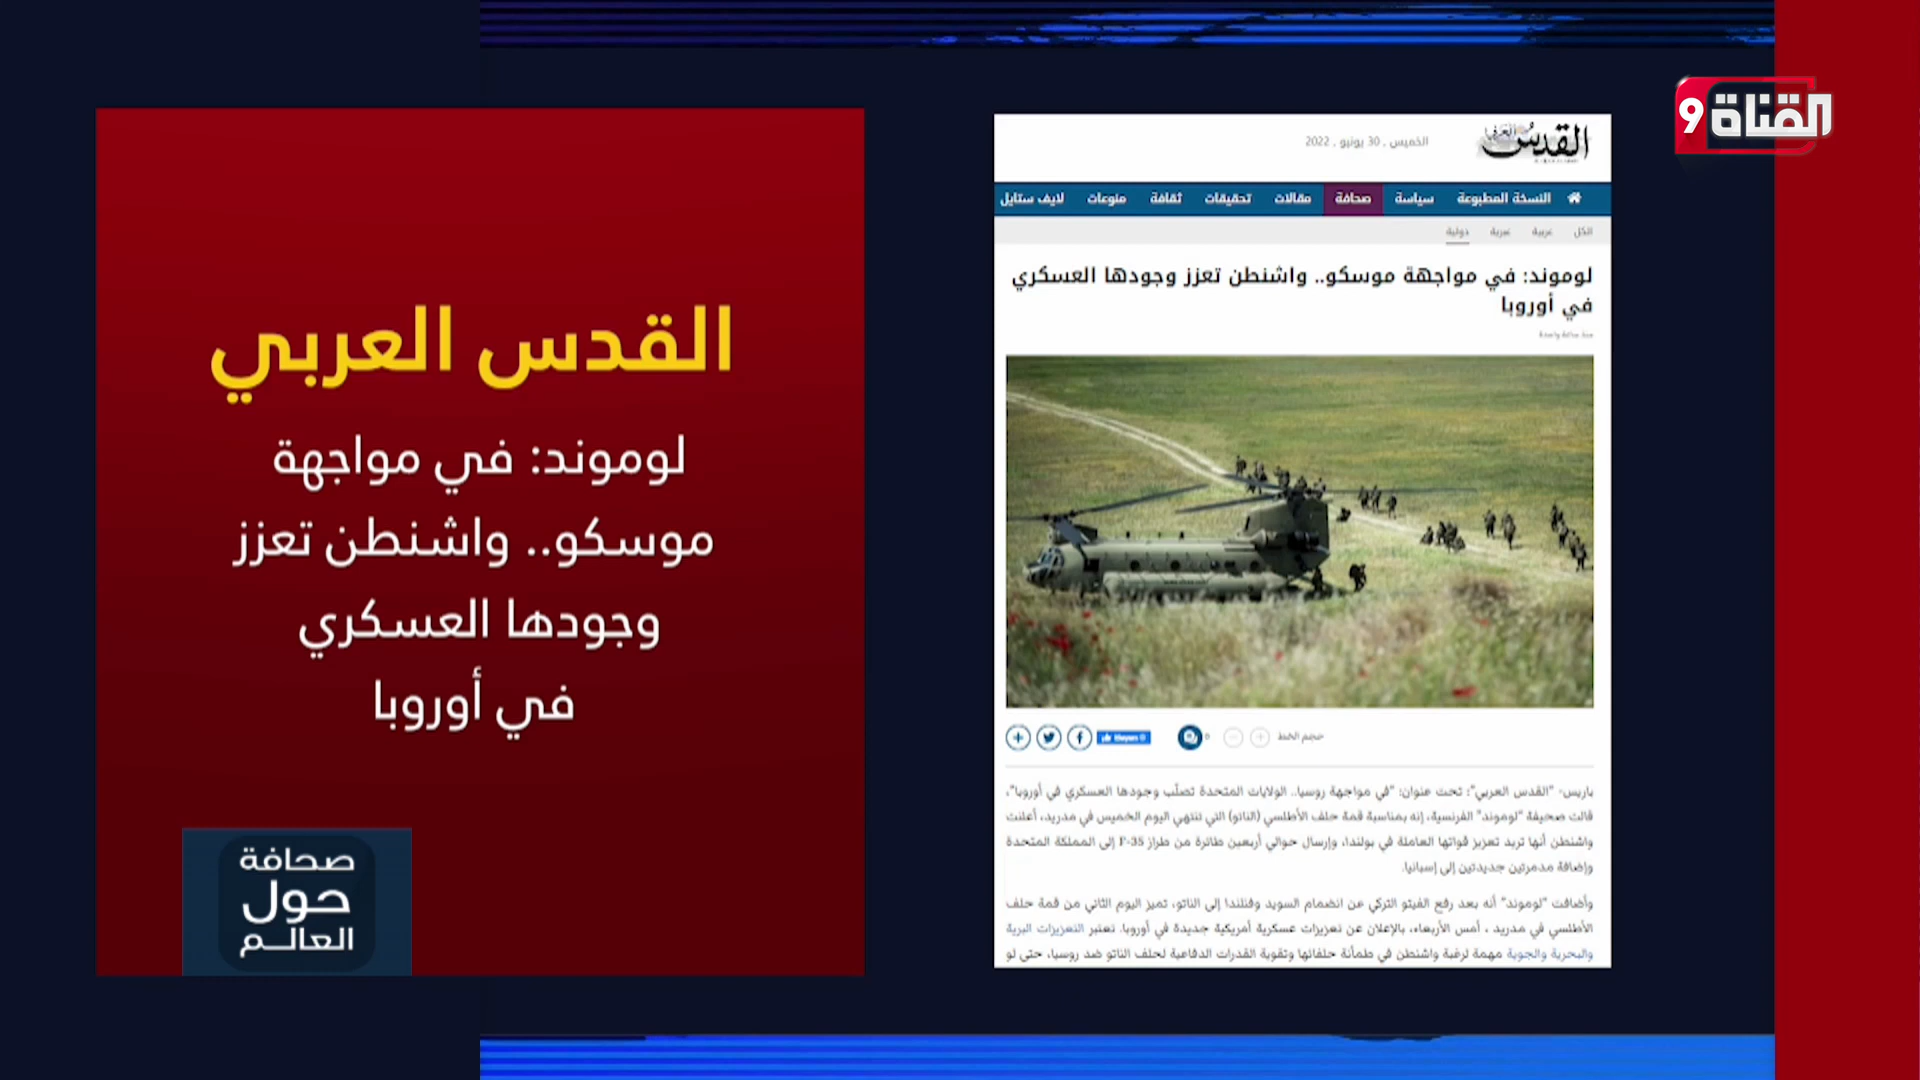 القناة 9
القدس العربي
لوموند: في مواجهة
موسكو.. واشنطن تعزز
وجودها العسكري
في أوروبا
صحافة
حول
العالم
القدس العربي
الخميس , 30 يونيو , 2022
النسخة المطبوعة سياسة صحافة مقالات تحقيقات ثقافة منوعات لايف ستايل
الكل عربية عبرية دولية
لوموند: في مواجهة موسكو.. واشنطن تعزز وجودها العسكري
في أوروبا
منذ ساعة واحدة
حجم الخط
0
باريس- "القدس العربي": تحت عنوان: "في مواجهة روسيا.. الولايات المتحدة تصلّب وجودها العسكري في أوروبا"،
قالت صحيفة "لوموند" الفرنسية، إنه بمناسبة قمة حلف الأطلسي (الناتو) التي تنتهي اليوم الخميس في مدريد، أعلنت
واشنطن أنها تريد تعزيز قواتها العاملة في بولندا، وإرسال حوالي أربعين طائرة من طراز F-35 إلى المملكة المتحدة
وإضافة مدمرتين جديدتين إلى إسبانيا.
وأضافت "لوموند" أنه بعد رفع الفيتو التركي عن انضمام السويد وفنلندا إلى الناتو، تميز اليوم الثاني من قمة حلف
الأطلسي في مدريد ، أمس الأربعاء، بالإعلان عن تعزيزات عسكرية أمريكية جديدة في أوروبا. تعتبر التعزيزات البرية
والبحرية والجوية مهمة لرغبة واشنطن في طمأنة حلفائها وتقوية القدرات الدفاعية لحلف الناتو ضد روسيا، حتى لو